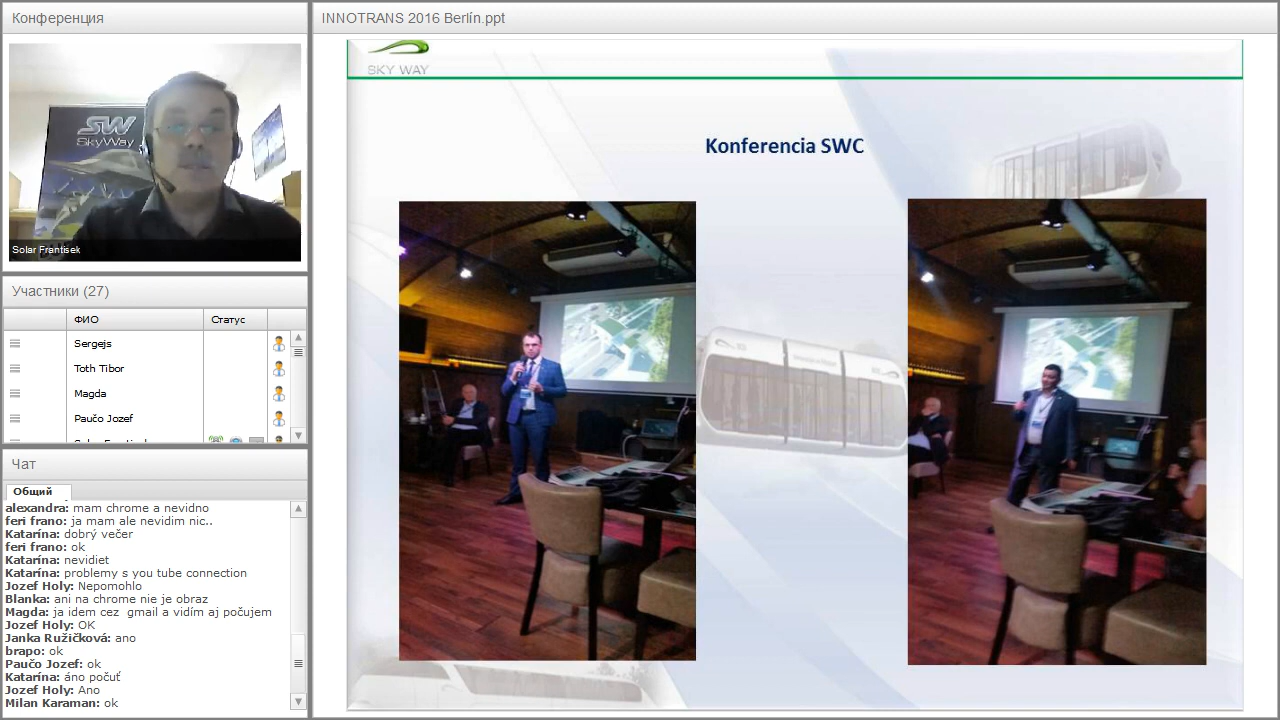 Конференция
SW
SkyWay
Solar Frantisek
Участники (27)
ФИО
Статус
Sergejs
Toth Tibor
Magda
Paučo Jozef
Чат
Общий
alexandra: mam chrome a nevidno
feri frano: ja mam ale nevidim nic..
Katarína: dobrý večer
feri frano: ok
Katarína: nevidiet
Katarína: problemy s you tube connection
Jozef Holy: Nepomohlo
Blanka: ani na chrome nie je obraz
Magda: ja idem cez gmail a vidím aj počujem
Jozef Holy: OK
Janka Ružičková: ano
brapo: ok
Paučo Jozef: ok
Katarína: áno počuť
Jozef Holy: Ano
Milan Karaman: ok
INNOTRANS 2016 Berlín.ppt
SKY WAY
Konferencia SWC